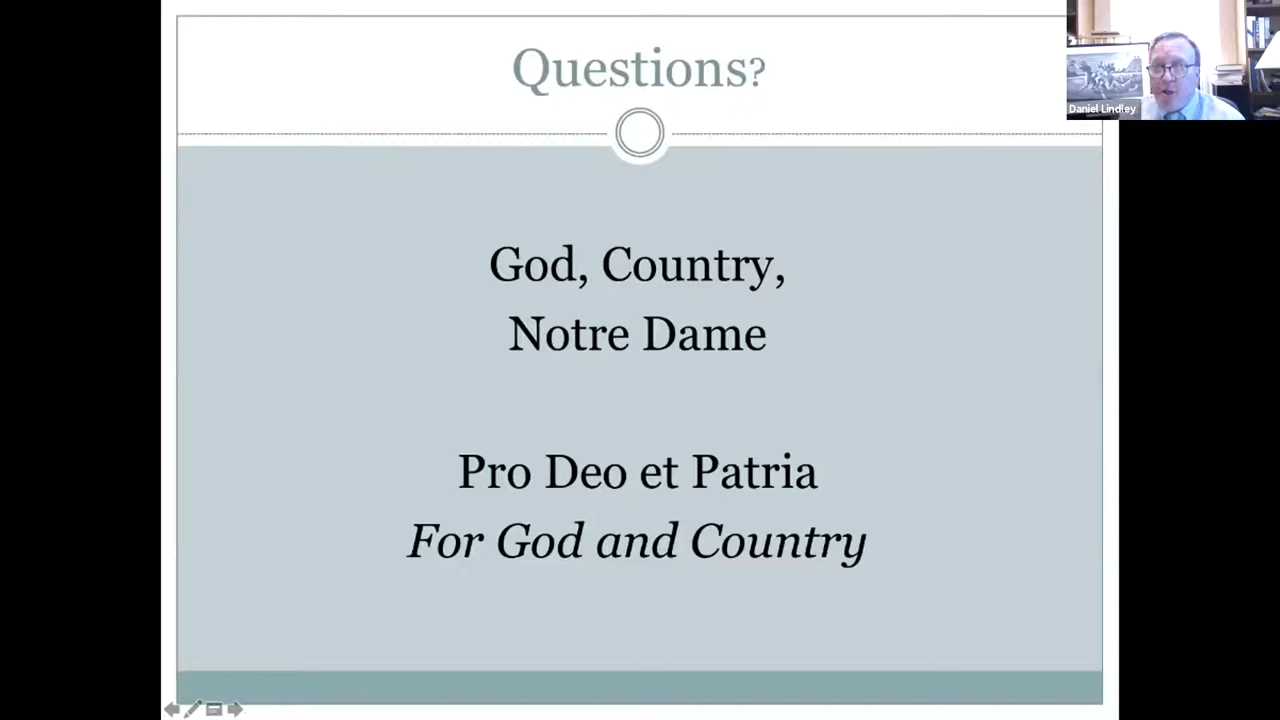 Questions?
Daniel Lindley
God, Country,
Notre Dame
Pro Deo et Patria
For God and Country